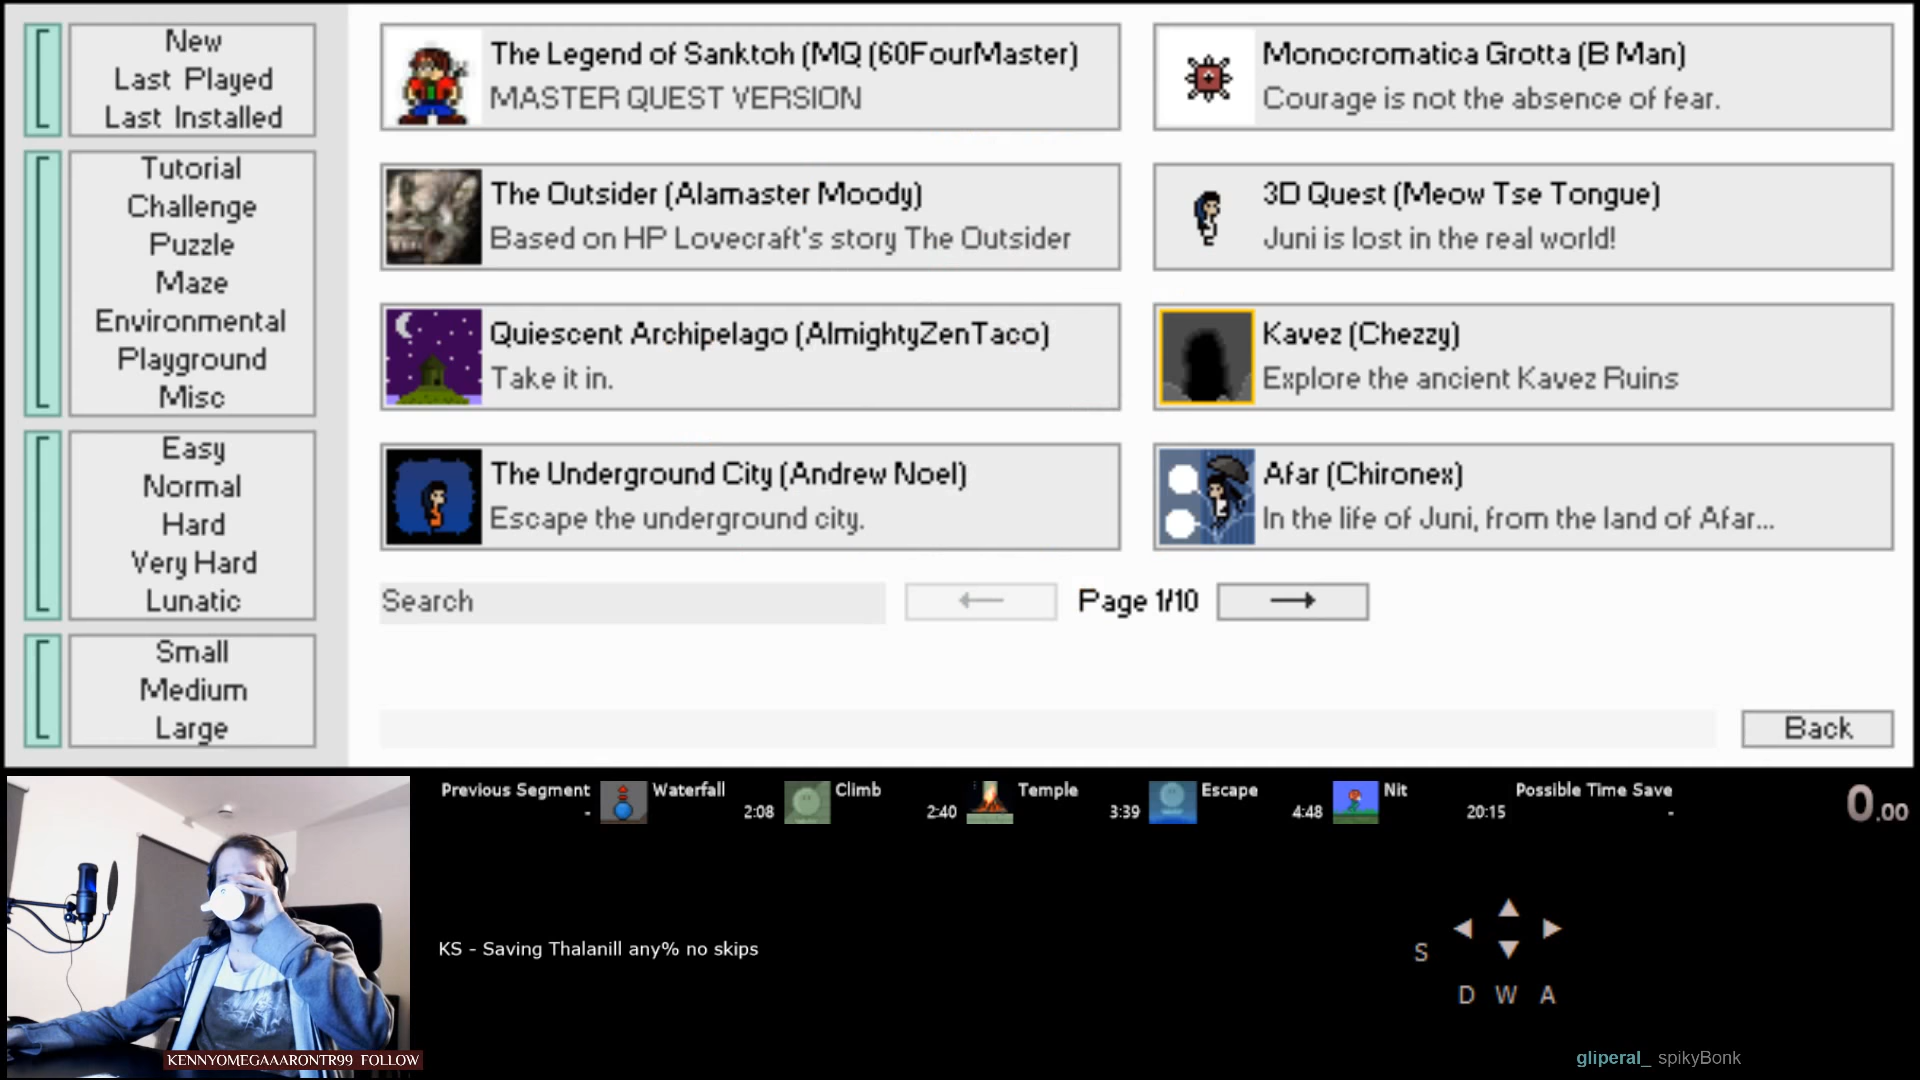 New
Last Played
Last Installed
Tutorial
Challenge
Puzzle
Maze
Environmental
Playground
Misc
Easy
Normal
Hard
Very Hard
Lunatic
Small
Medium
Large
The Legend of Sanktoh (MQ (60FourMaster)
MASTER QUEST VERSION
Monocromatica Grotta (B Man)
Courage is not the absence of fear.
The Outsider (Alamaster Moody)
Based on HP Lovecraft's story The Outsider
3D Quest (Meow Tse Tongue)
Juni is lost in the real world!
Quiescent Archipelago (AlmightyZenTaco)
Take it in.
Kavez (Chezzy)
Explore the ancient Kavez Ruins
The Underground City (Andrew Noel)
Escape the underground city.
Afar (Chironex)
In the life of Juni, from the land of Afar...
Search
Page 1/10
Back
Previous Segment
-
Waterfall
2:08
Climb
2:40
Temple
3:39
Escape
4:48
Nit
20:15
Possible Time Save
-
0.00
KS - Saving Thalanill any% no skips
S
D W A
KENNYOMEGAAARONTR99 FOLLOW
gliperal_ spikyBonk